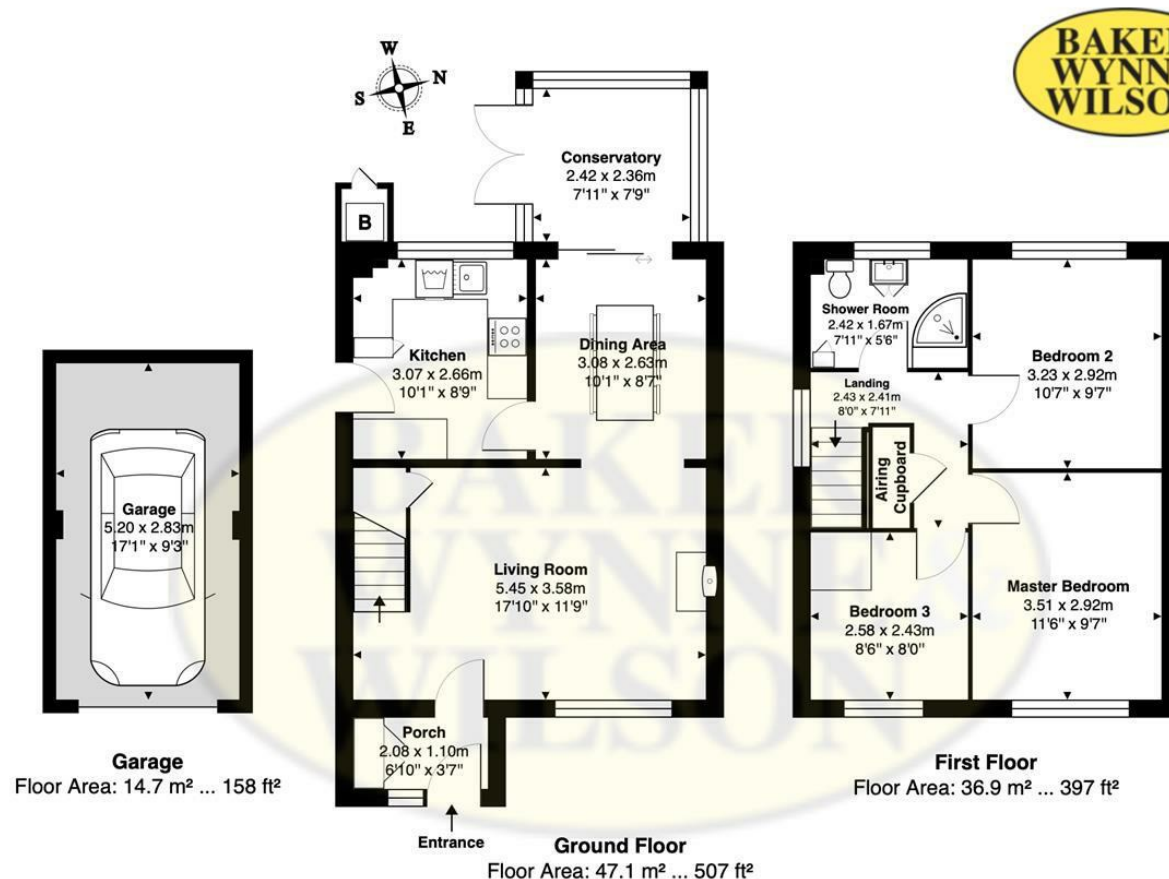 BAKER
WYNNE
WILSO
W
N
S
E
Conservatory
2.42 x 2.36m
7'11" x 7'9"
B
Kitchen
3.07 x 2.66m
10'1" x 8'9"
Dining Area
3.08 x 2.63m
10'1" x 8'7"
Shower Room
2.42 x 1.67m
7'11" x 5'6"
Landing
2.43 x 2.41m
8'0" x 7'11"
Bedroom 2
3.23 x 2.92m
10'7" x 9'7"
Airing
Cupboard
Garage
5.20 x 2.83m
17'1" x 9'3"
Living Room
5.45 x 3.58m
17'10" x 11'9"
Bedroom 3
2.58 x 2.43m
8'6" x 8'0"
Master Bedroom
3.51 x 2.92m
11'6" x 9'7"
Porch
2.08 x 1.10m
6'10" x 3'7"
Entrance
Garage
Floor Area: 14.7 m² ... 158 ft²
Ground Floor
Floor Area: 47.1 m² ... 507 ft²
First Floor
Floor Area: 36.9 m² ... 397 ft²
BAKER
WYNNE &
WILSON